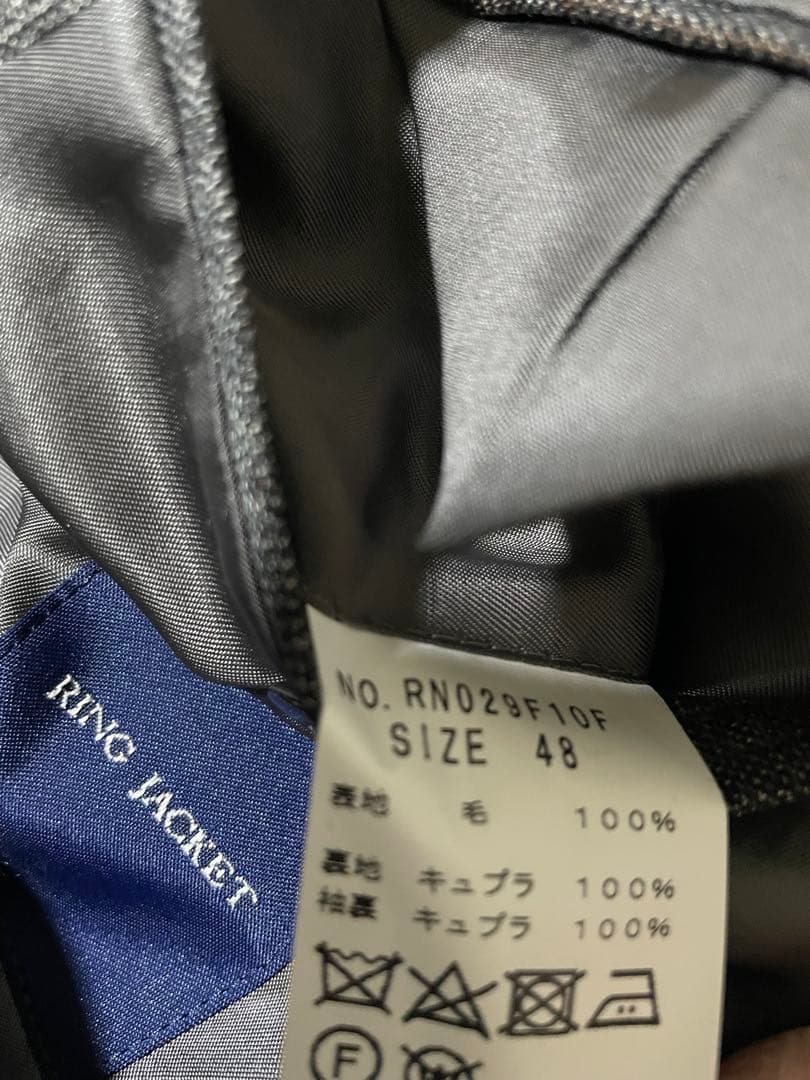 RING JACKET
NO. RN029F10F
SIZE 48
表地 毛 100%
裏地 キュプラ 100%
袖裏 キュプラ 100%
F
W